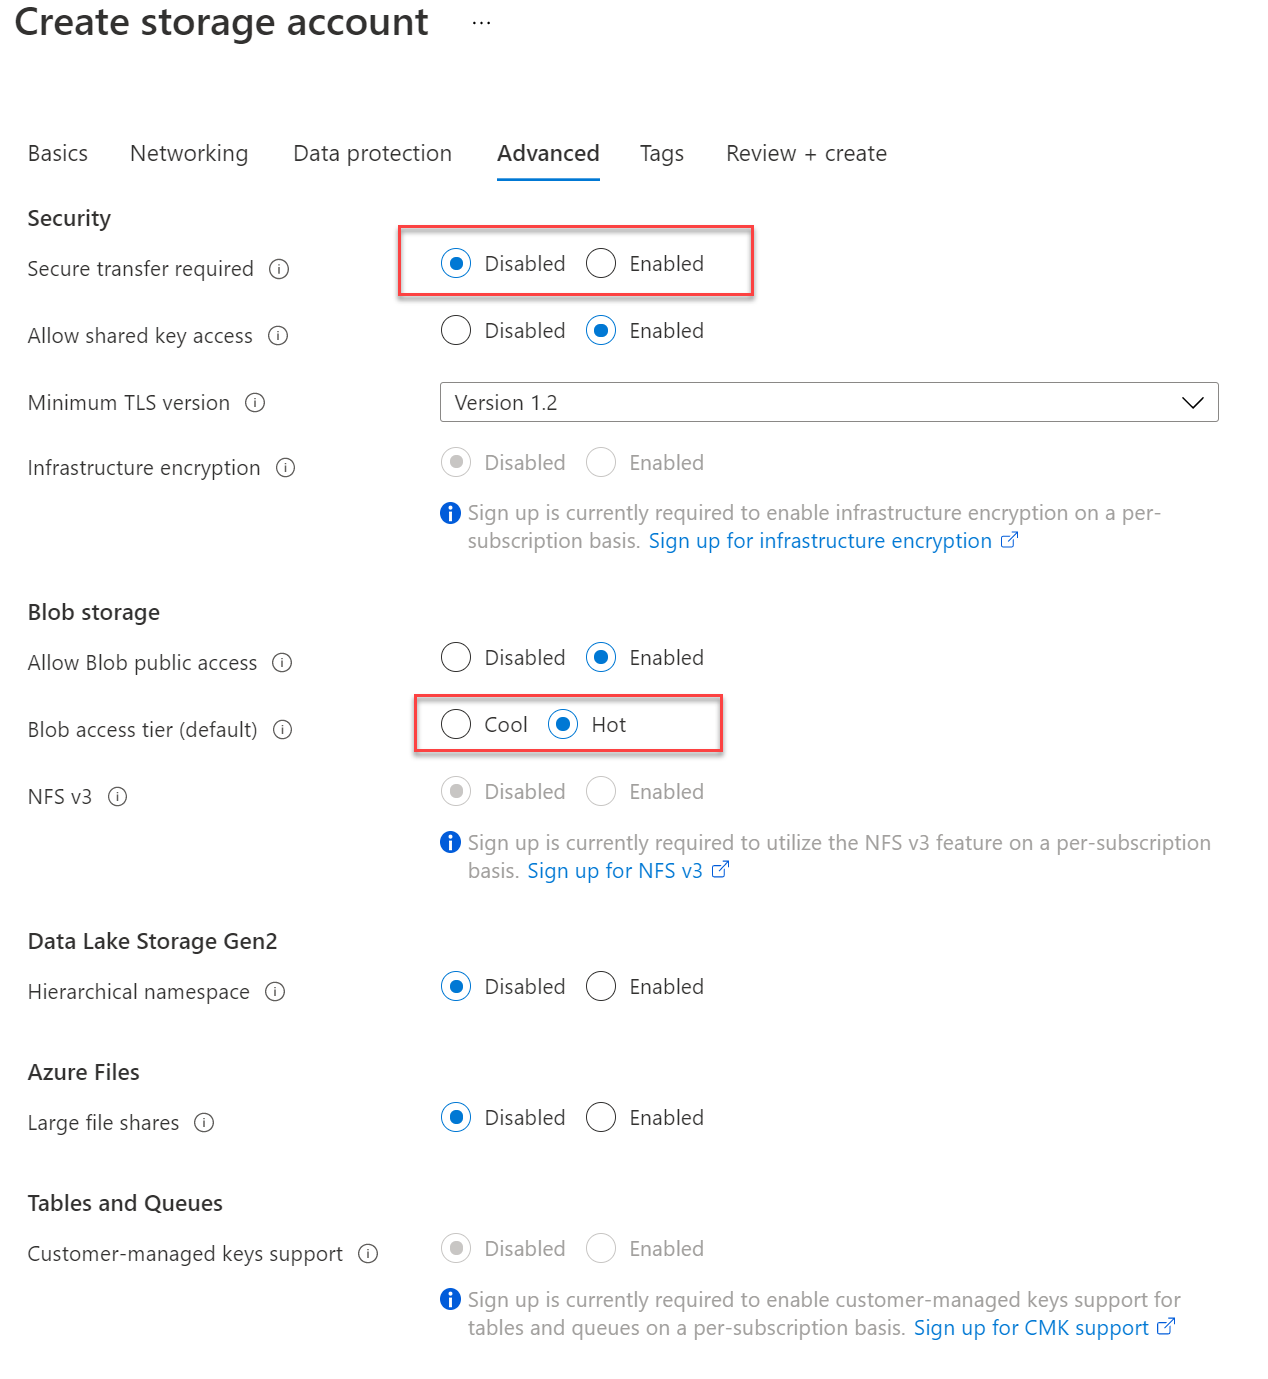 Create storage account ...
Basics Networking Data protection Advanced Tags Review + create
Security
Secure transfer required Disabled Enabled
Allow shared key access Disabled Enabled
Minimum TLS version Version 1.2
Infrastructure encryption Disabled Enabled
Sign up is currently required to enable infrastructure encryption on a per-
subscription basis. Sign up for infrastructure encryption
Blob storage
Allow Blob public access Disabled Enabled
Blob access tier (default) Cool Hot
NFS v3 Disabled Enabled
Sign up is currently required to utilize the NFS v3 feature on a per-subscription
basis. Sign up for NFS v3
Data Lake Storage Gen2
Hierarchical namespace Disabled Enabled
Azure Files
Large file shares Disabled Enabled
Tables and Queues
Customer-managed keys support Disabled Enabled
Sign up is currently required to enable customer-managed keys support for
tables and queues on a per-subscription basis. Sign up for CMK support